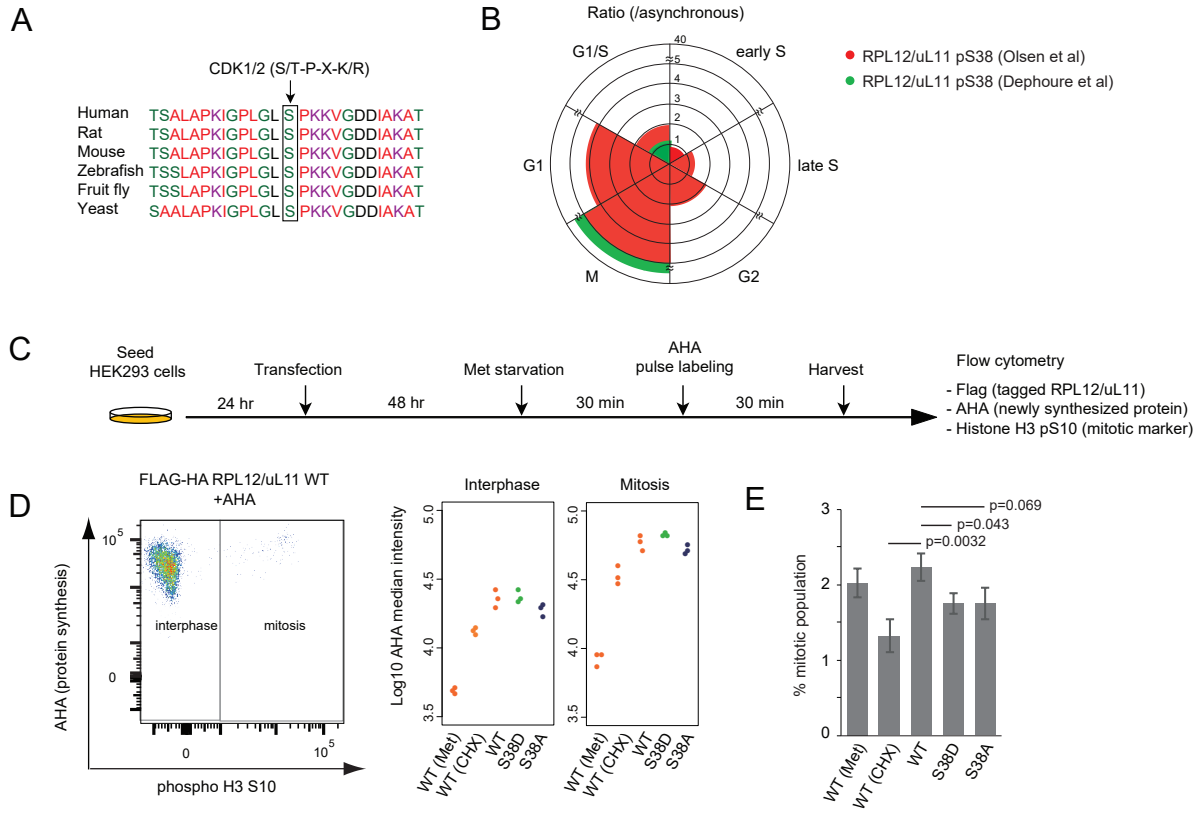 A
CDK1/2 (S/T-P-X-K/R)
Human TSALAPKIGPLGLSPKKVGDDIAKAT
Rat TSALAPKIGPLGLSPKKVGDDIAKAT
Mouse TSALAPKIGPLGLSPKKVGDDIAKAT
Zebrafish TSSLAPKIGPLGLSPKKVGDDIAKAT
Fruit fly TSSLAPKIGPLGLSPKKVGDDIAKAT
Yeast SAALAPKIGPLGLSPKKVGDDIAKAT
B
Ratio (/asynchronous)
G1/S
early S
late S
G2
M
G1
40
5
4
3
2
1
RPL12/uL11 pS38 (Olsen et al)
RPL12/uL11 pS38 (Dephoure et al)
C
Seed
HEK293 cells
24 hr
Transfection
48 hr
Met starvation
30 min
AHA
pulse labeling
30 min
Harvest
Flow cytometry
- Flag (tagged RPL12/uL11)
- AHA (newly synthesized protein)
- Histone H3 pS10 (mitotic marker)
D
FLAG-HA RPL12/uL11 WT
+AHA
AHA (protein synthesis)
10^5
0
interphase
mitosis
0
10^5
phospho H3 S10
Interphase
Mitosis
Log10 AHA median intensity
5.0
4.5
4.0
3.5
5.0
4.5
4.0
3.5
WT (Met)
WT (CHX)
WT
S38D
S38A
WT (Met)
WT (CHX)
WT
S38D
S38A
E
% mitotic population
3
2
1
0
p=0.069
p=0.043
p=0.0032
WT (Met)
WT (CHX)
WT
S38D
S38A